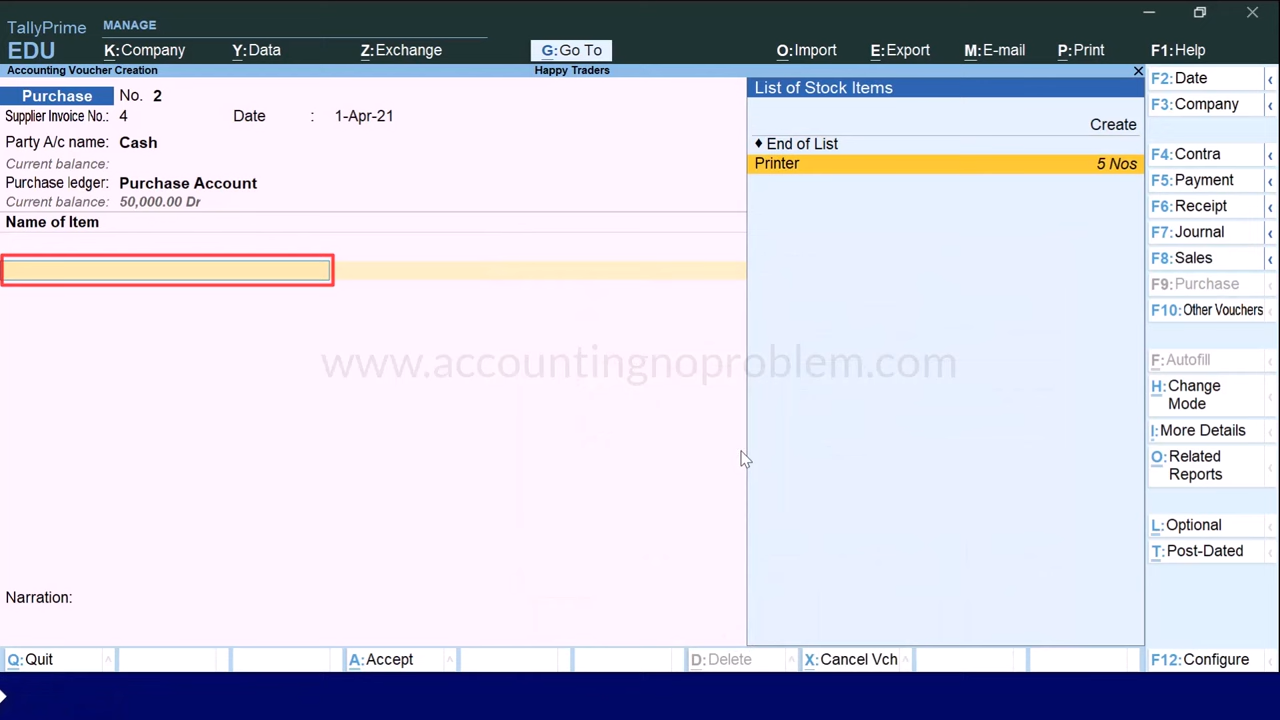 TallyPrime
EDU
MANAGE
K:Company
Y:Data
Z:Exchange
G:Go To
O:Import
E:Export
M:E-mail
P:Print
F1:Help
Accounting Voucher Creation
Happy Traders
Purchase No. 2
Supplier Invoice No.: 4 Date : 1-Apr-21
Party A/c name: Cash
Current balance:
Purchase ledger: Purchase Account
Current balance: 50,000.00 Dr
Name of Item
List of Stock Items
Create
♦ End of List
Printer 5 Nos
www.accountingnoproblem.com
Narration:
F2:Date
F3:Company
F4:Contra
F5:Payment
F6:Receipt
F7:Journal
F8:Sales
F9:Purchase
F10:Other Vouchers
F:Autofill
H:Change
Mode
I:More Details
O:Related
Reports
L:Optional
T:Post-Dated
Q:Quit
A:Accept
D:Delete
X:Cancel Vch
F12:Configure